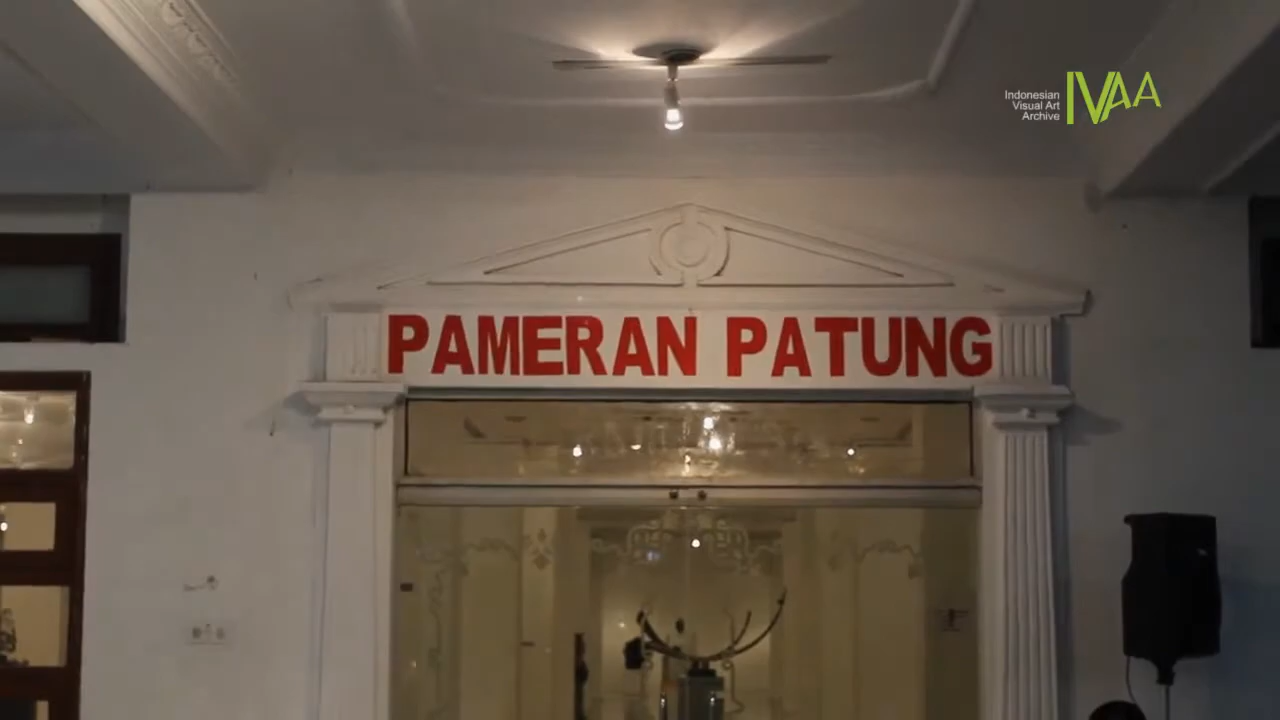 Indonesian
Visual Art
Archive
IVAA
PAMERAN PATUNG